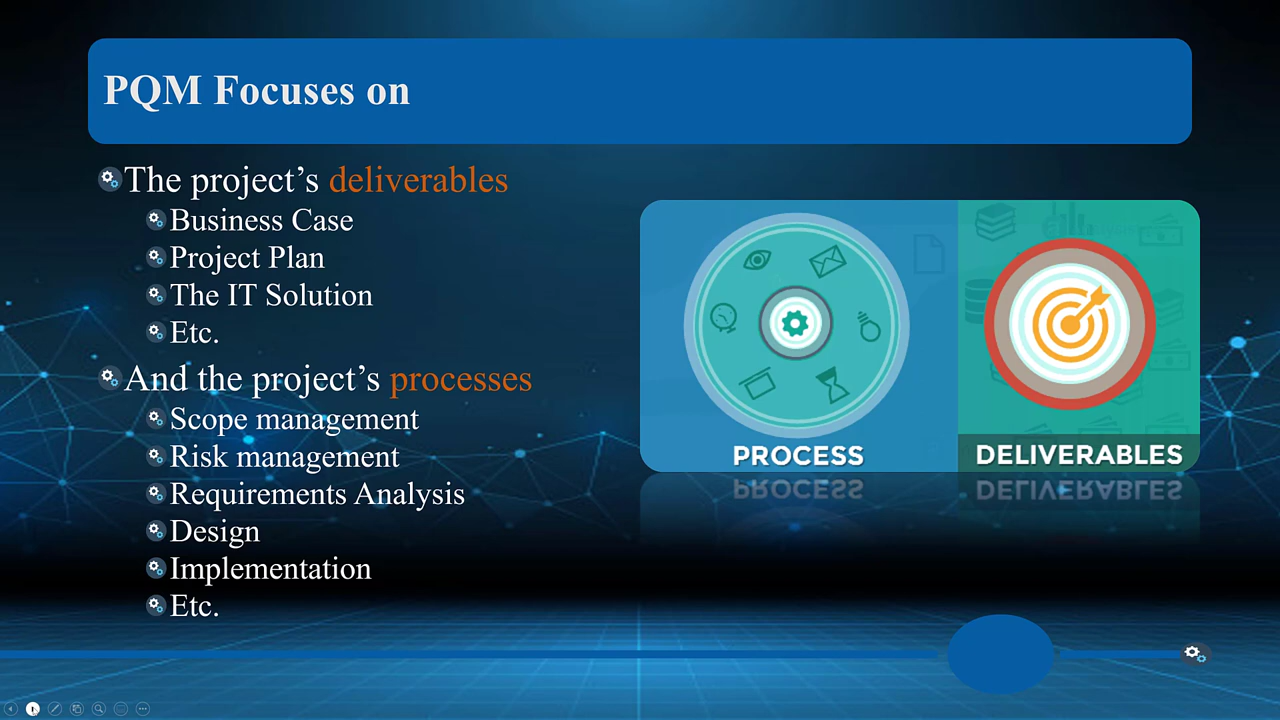 PQM Focuses on
The project's deliverables
Business Case
Project Plan
The IT Solution
Etc.
And the project's processes
Scope management
Risk management
Requirements Analysis
Design
Implementation
Etc.
PROCESS
DELIVERABLES